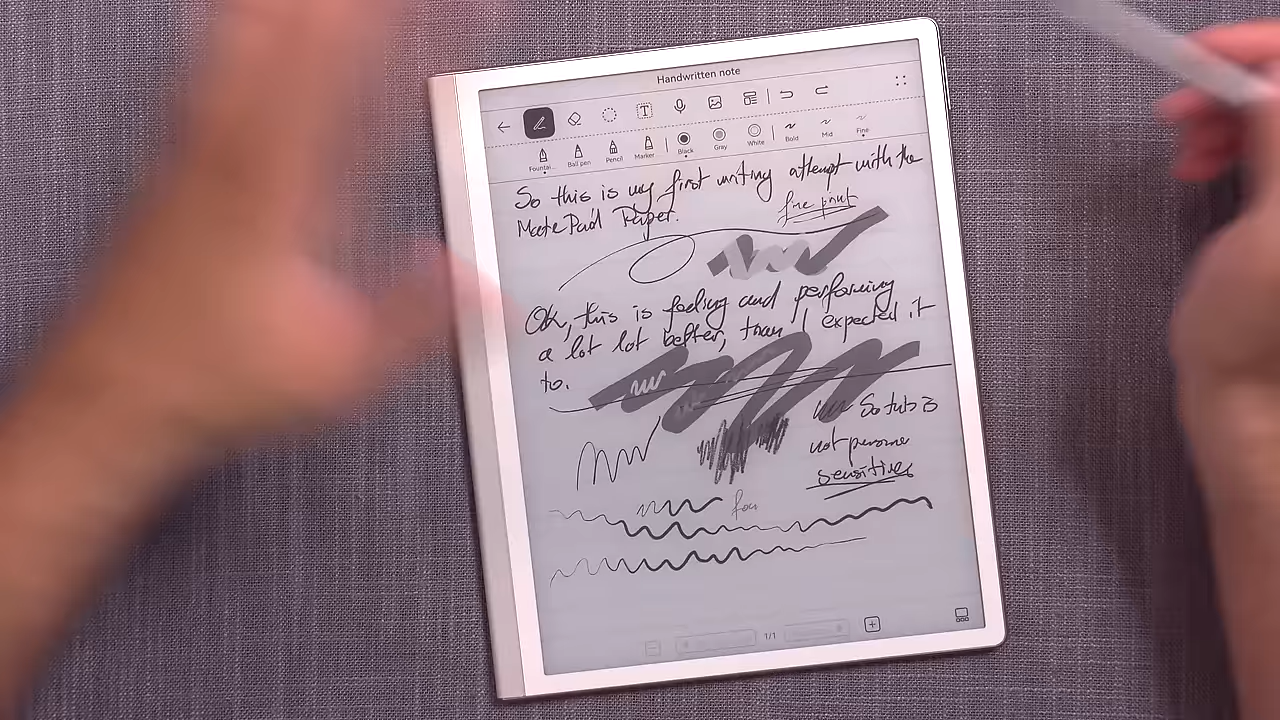 Handwritten note
T
Fountai... Ball pen Pencil Marker Black Gray White Bold Mid Fine
So this is my first writing attempt with the
MatePad Paper.
fine print
Ok, this is feeling and performing
a lot lot better, than I expected it
to.
So this is
not
sensitive
1/1